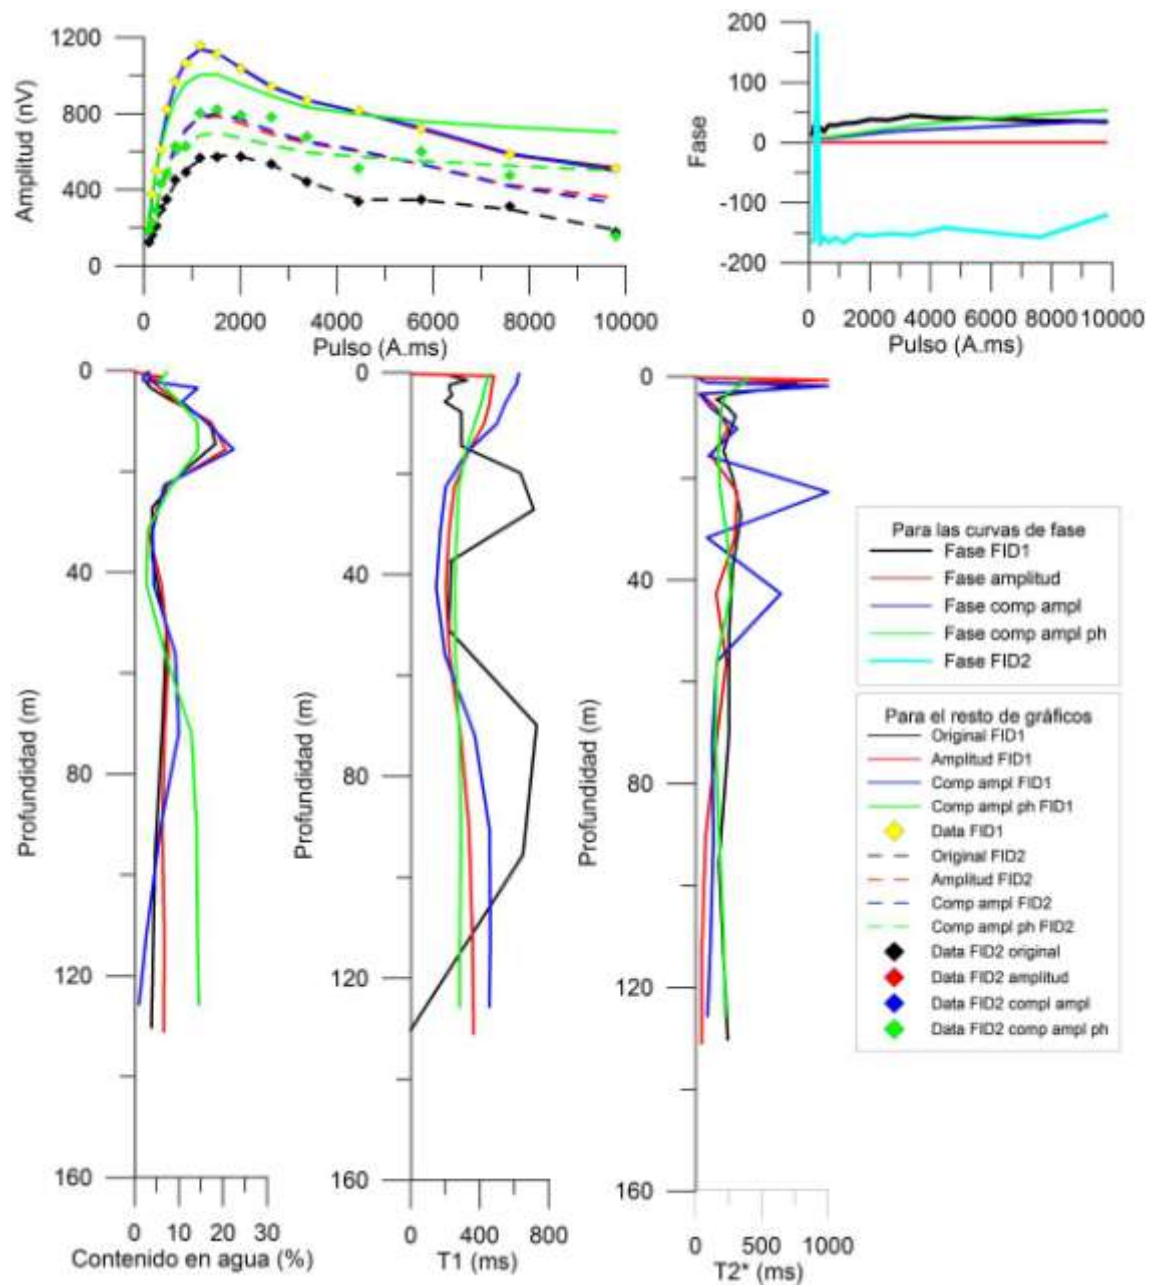 1200
800
400
0
Amplitud (nV)
0 2000 4000 6000 8000 10000
Pulso (A.ms)
200
100
0
-100
-200
Fase
0 2000 4000 6000 8000 10000
Pulso (A.ms)
0
40
80
120
160
Profundidad (m)
0 10 20 30
Contenido en agua (%)
0
40
80
120
160
Profundidad (m)
0 400 800
T1 (ms)
0
40
80
120
160
Profundidad (m)
0 500 1000
T2* (ms)
Para las curvas de fase
Fase FID1
Fase amplitud
Fase comp ampl
Fase comp ampl ph
Fase FID2
Para el resto de gráficos
Original FID1
Amplitud FID1
Comp ampl FID1
Comp ampl ph FID1
Data FID1
Original FID2
Amplitud FID2
Comp ampl FID2
Comp ampl ph FID2
Data FID2 original
Data FID2 amplitud
Data FID2 compl ampl
Data FID2 comp ampl ph